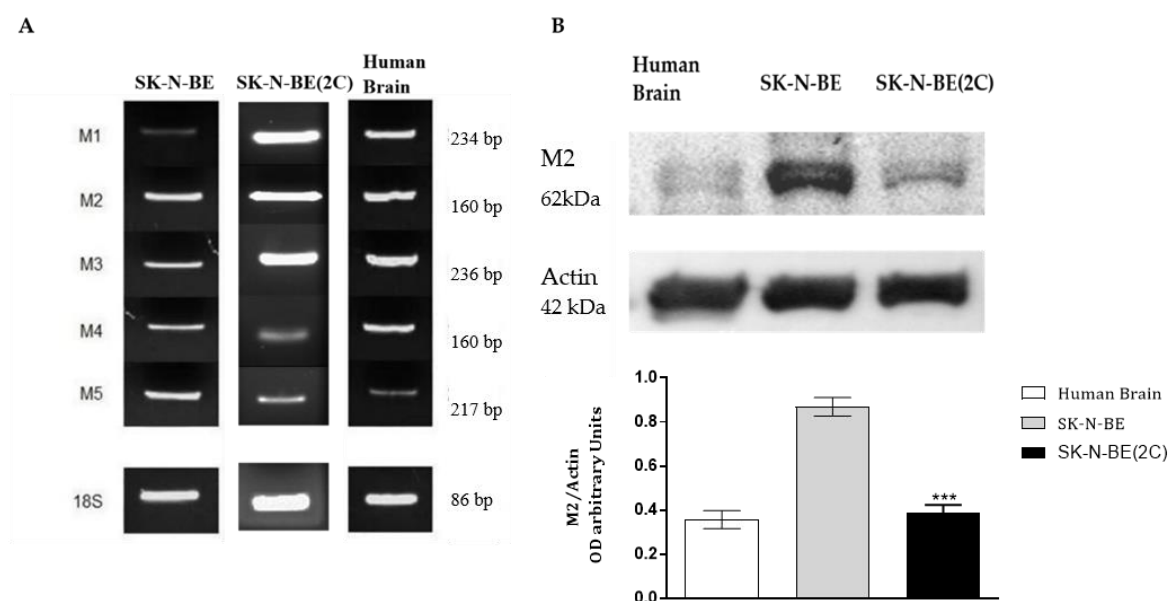 A
SK-N-BE
SK-N-BE(2C)
Human
Brain
M1
234 bp
M2
160 bp
M3
236 bp
M4
160 bp
M5
217 bp
18S
86 bp
B
Human
Brain
SK-N-BE
SK-N-BE(2C)
M2
62kDa
Actin
42 kDa
M2/Actin
OD arbitrary Units
1.0
0.8
0.6
0.4
0.2
0.0
***
Human Brain
SK-N-BE
SK-N-BE(2C)